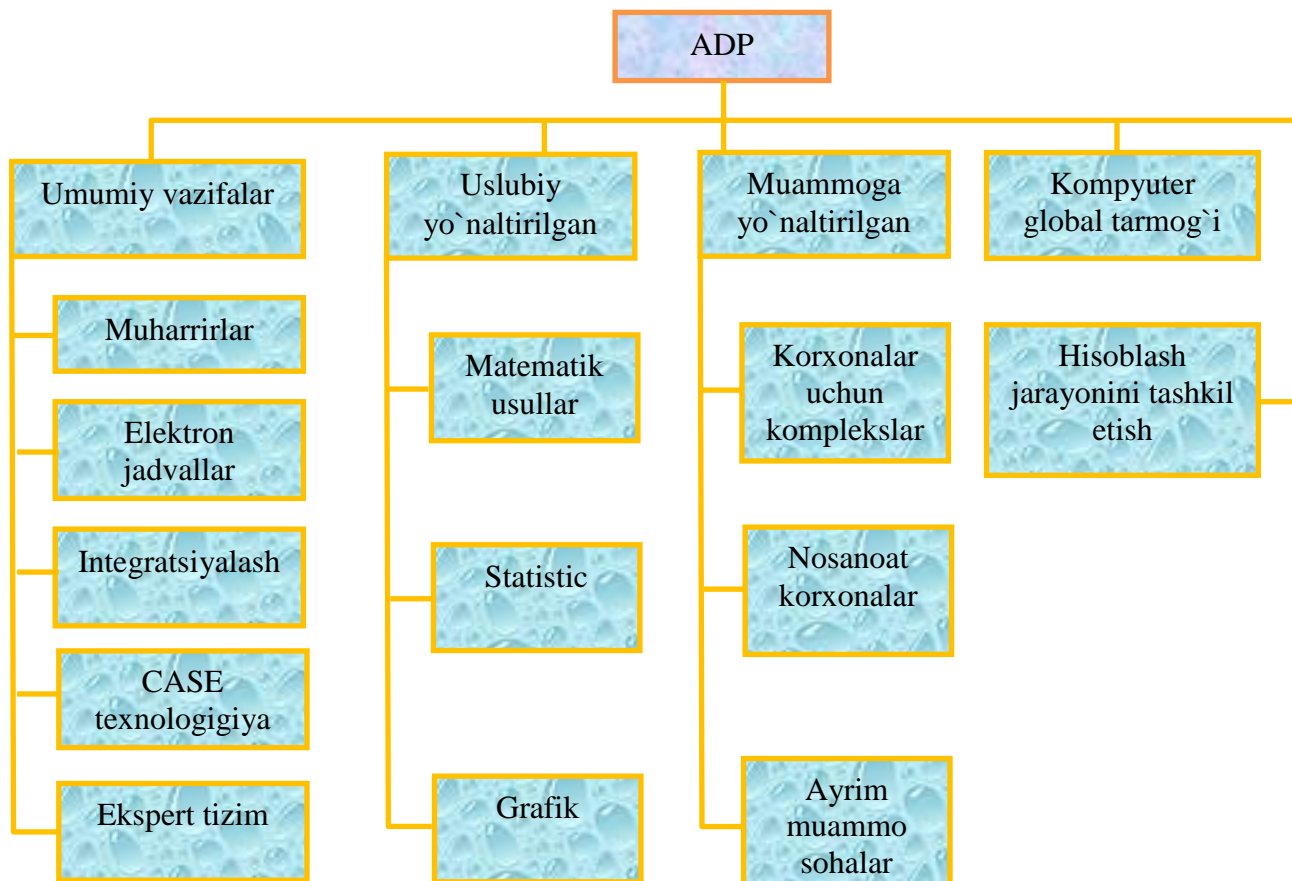 ADP
Umumiy vazifalar
Muharrirlar
Elektron
jadvallar
Integratsiyalash
CASE
texnologigiya
Ekspert tizim
Uslubiy
yo`naltirilgan
Matematik
usullar
Statistic
Grafik
Muammoga
yo`naltirilgan
Korxonalar
uchun
komplekslar
Nosanoat
korxonalar
Ayrim
muammo
sohalar
Kompyuter
global tarmog`i
Hisoblash
jarayonini tashkil
etish